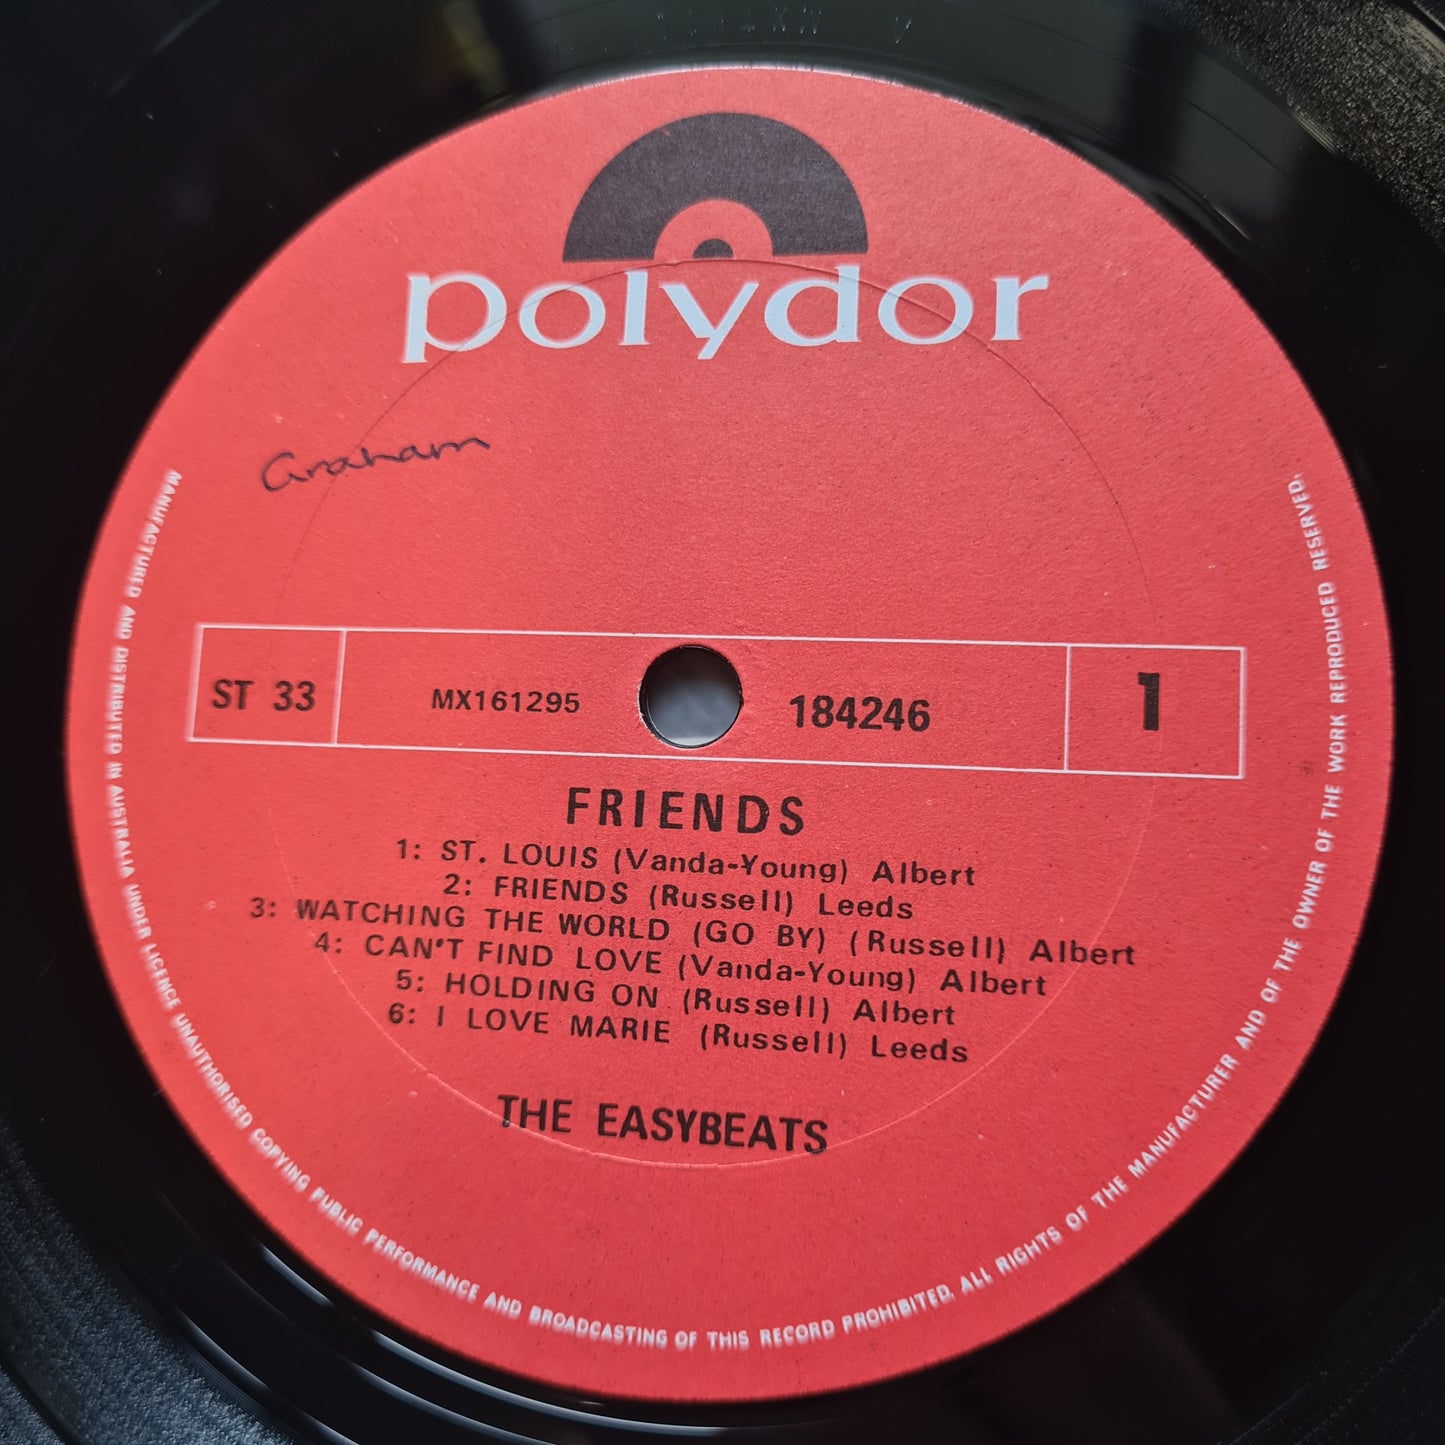 polydor
Graham
ST 33 MX161295 184246 1
FRIENDS
1: ST. LOUIS (Vanda-Young) Albert
2: FRIENDS (Russell) Leeds
3: WATCHING THE WORLD (GO BY) (Russell) Albert
4: CAN'T FIND LOVE (Vanda-Young) Albert
5: HOLDING ON (Russell) Albert
6: I LOVE MARIE (Russell) Leeds
THE EASYBEATS
MANUFACTURED AND DISTRIBUTED IN AUSTRALIA UNDER LICENCE UNAUTHORISED COPYING PUBLIC PERFORMANCE AND BROADCASTING OF THIS RECORD PROHIBITED. ALL RIGHTS OF THE MANUFACTURER AND OF THE OWNER OF THE WORK REPRODUCED RESERVED.